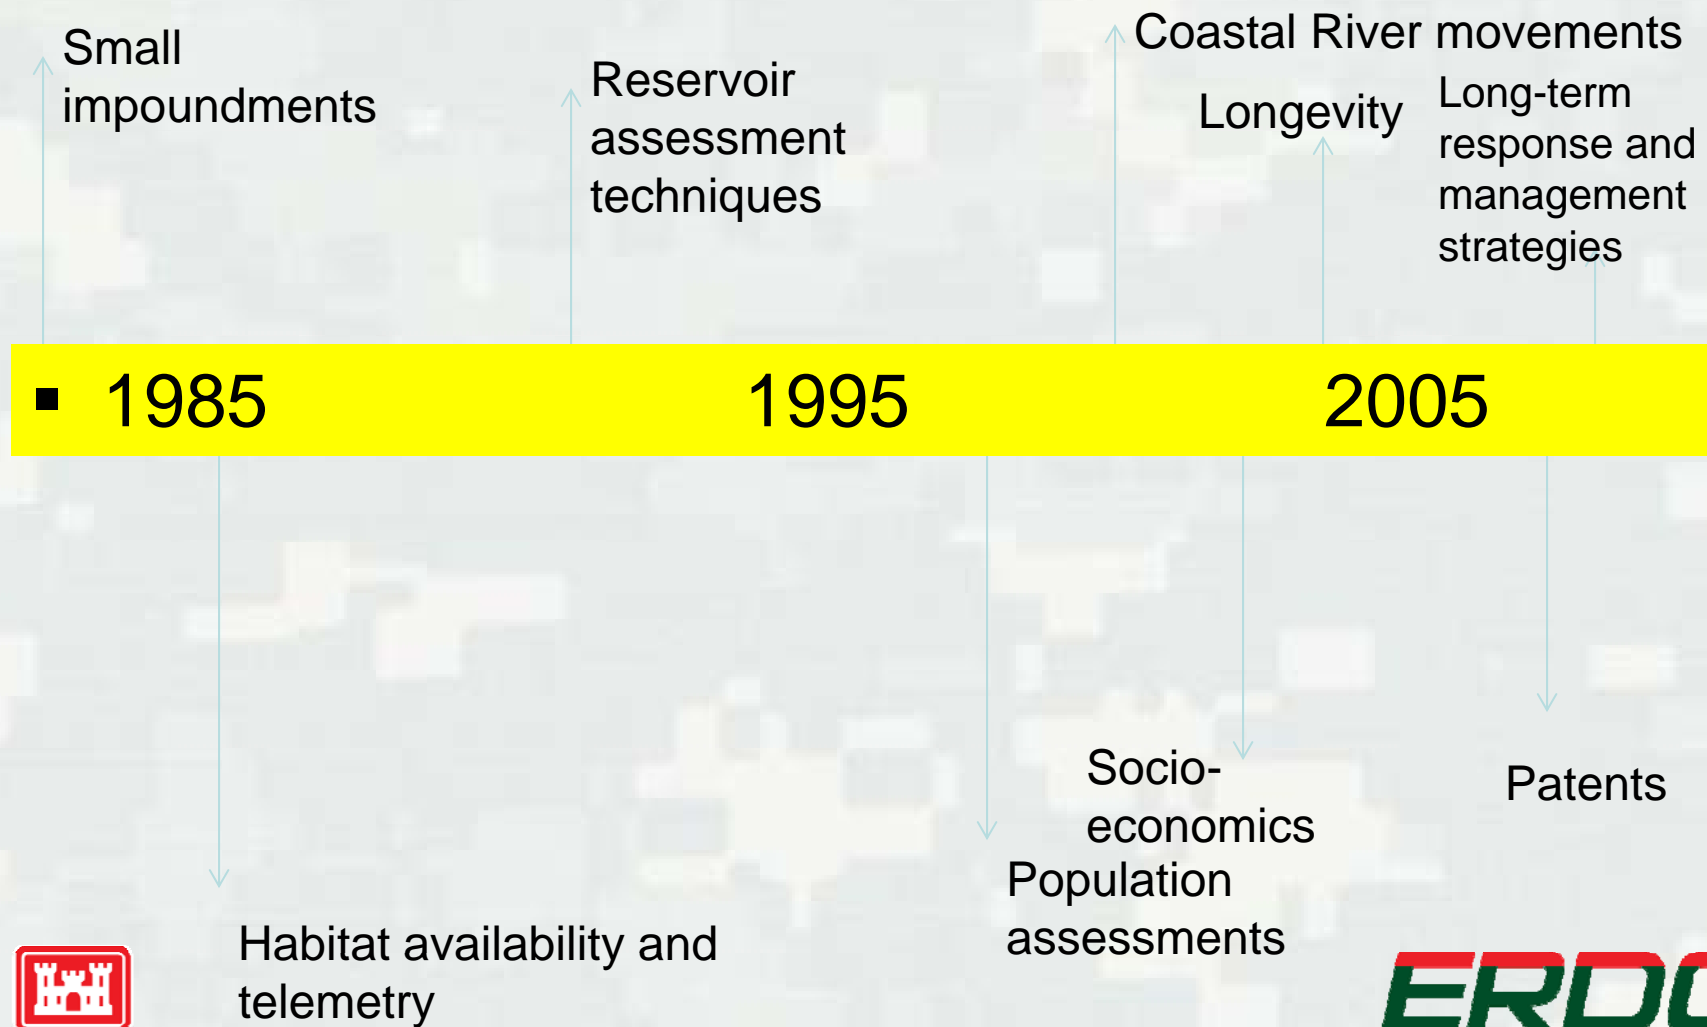 Small
impoundments
Reservoir
assessment
techniques
Coastal River movements
Longevity
Long-term
response and
management
strategies
▪ 1985 1995 2005
Socio-
economics
Patents
Population
assessments
Habitat availability and
telemetry
ERDC